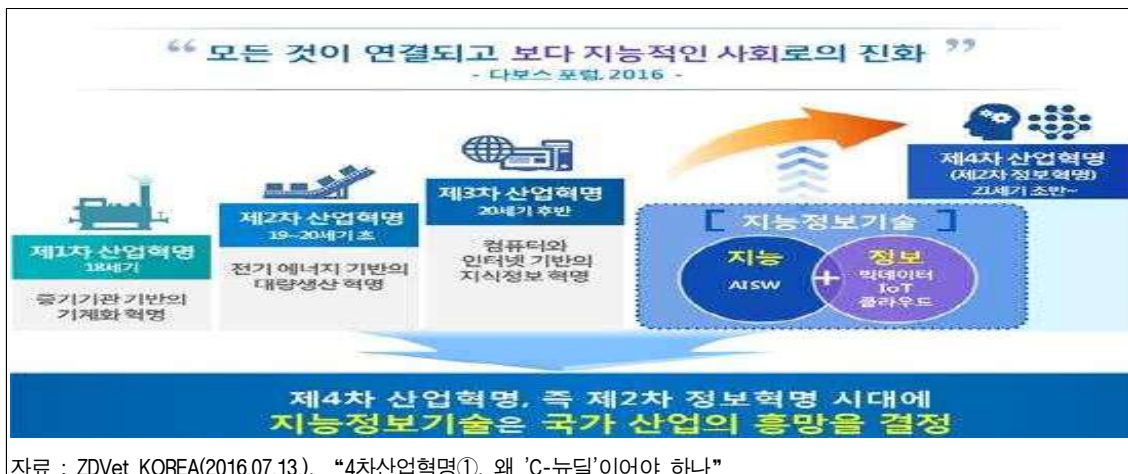 “ 모든 것이 연결되고 보다 지능적인 사회로의 진화 ”
- 다보스 포럼, 2016 -
제1차 산업혁명
18세기
증기기관 기반의
기계화 혁명
제2차 산업혁명
19~20세기 초
전기 에너지 기반의
대량생산 혁명
제3차 산업혁명
20세기 후반
컴퓨터와
인터넷 기반의
지식정보 혁명
제4차 산업혁명
(제2차 정보혁명)
21세기 초반~
[ 지능정보기술 ]
지능
AI SW
+
정보
빅데이터
IoT
클라우드
제4차 산업혁명, 즉 제2차 정보혁명 시대에
지능정보기술은 국가 산업의 흥망을 결정
자료 : ZDVet KOREA(2016.07.13.), “4차산업혁명①, 왜 'C-뉴딜'이어야 하나”